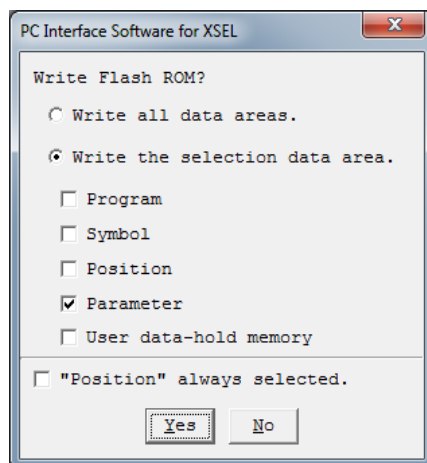 PC Interface Software for XSEL
Write Flash ROM?
Write all data areas.
Write the selection data area.
Program
Symbol
Position
Parameter
User data-hold memory
"Position" always selected.
Yes No